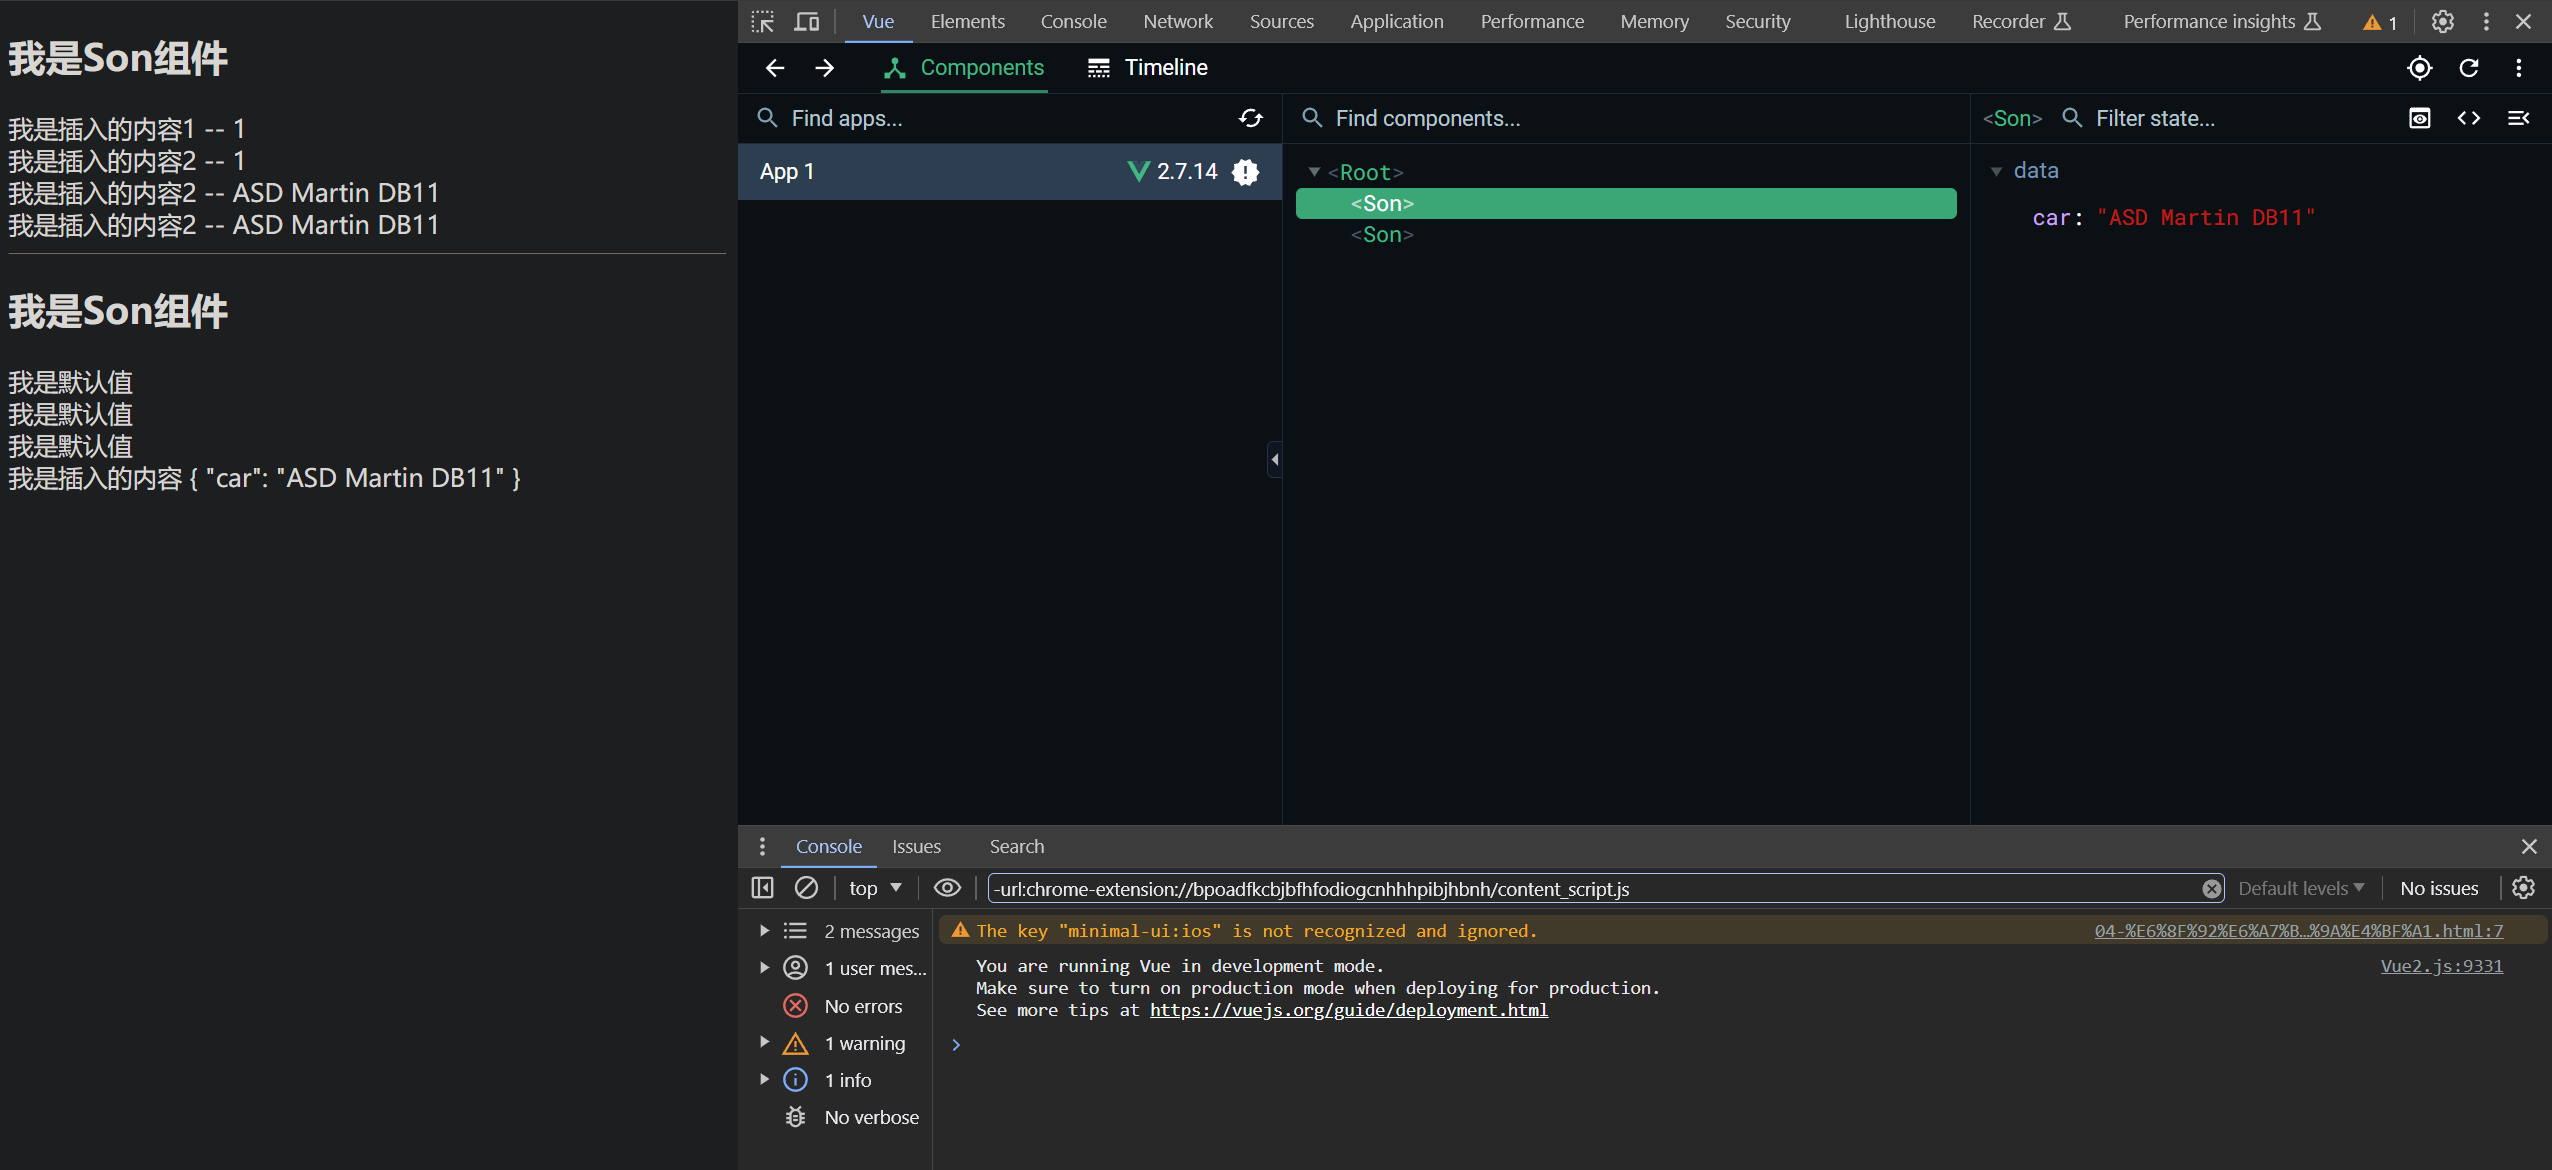 我是Son组件
我是插入的内容1 -- 1
我是插入的内容2 -- 1
我是插入的内容2 -- ASD Martin DB11
我是插入的内容2 -- ASD Martin DB11
我是Son组件
我是默认值
我是默认值
我是默认值
我是插入的内容 { "car": "ASD Martin DB11" }
Vue Elements Console Network Sources Application Performance Memory Security Lighthouse Recorder Performance insights 1
Components Timeline
Find apps...
App 1 2.7.14
Find components...
<Root>
<Son>
<Son>
<Son> Filter state...
data
car: "ASD Martin DB11"
Console Issues Search
top -url:chrome-extension://bpoadfkcbjbfhfodiogcnhhhpibjhbnh/content_script.js Default levels No issues
2 messages
1 user mes...
No errors
1 warning
1 info
No verbose
The key "minimal-ui:ios" is not recognized and ignored. 04-%E6%8F%92%E6%A7%B…%9A%E4%BF%A1.html:7
You are running Vue in development mode. Vue2.js:9331
Make sure to turn on production mode when deploying for production.
See more tips at https://vuejs.org/guide/deployment.html